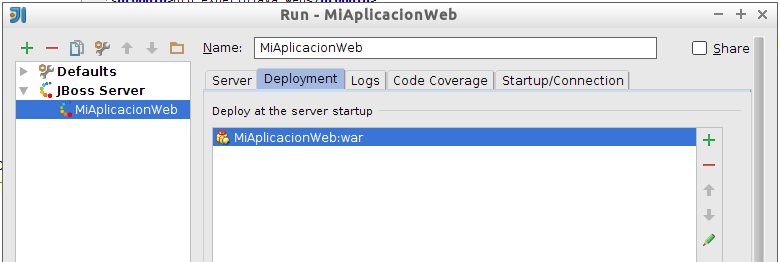 Run - MiAplicacionWeb
Name: MiAplicacionWeb Share
Defaults
JBoss Server
MiAplicacionWeb
Server Deployment Logs Code Coverage Startup/Connection
Deploy at the server startup
MiAplicacionWeb:war